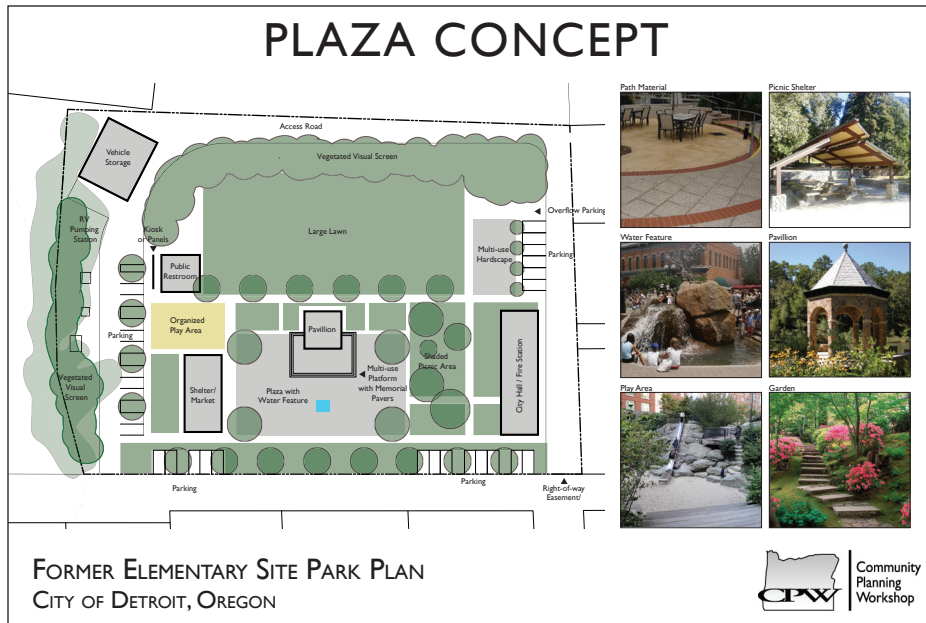 PLAZA CONCEPT
Access Road
Vegetated Visual Screen
Vehicle
Storage
RV
Pumping
Station
Kiosk
or Panels
Public
Restroom
Large Lawn
Overflow Parking
Multi-use
Hardscape
Parking
Organized
Play Area
Pavillion
Parking
Shaded
Picnic Area
City Hall / Fire Station
Vegetated
Visual
Screen
Shelter/
Market
Plaza with
Water Feature
Multi-use
Platform
with Memorial
Pavers
Parking
Parking
Right-of-way
Easement/
Path Material
Picnic Shelter
Water Feature
Pavillion
Play Area
Garden
FORMER ELEMENTARY SITE PARK PLAN
CITY OF DETROIT, OREGON
CPW
Community
Planning
Workshop